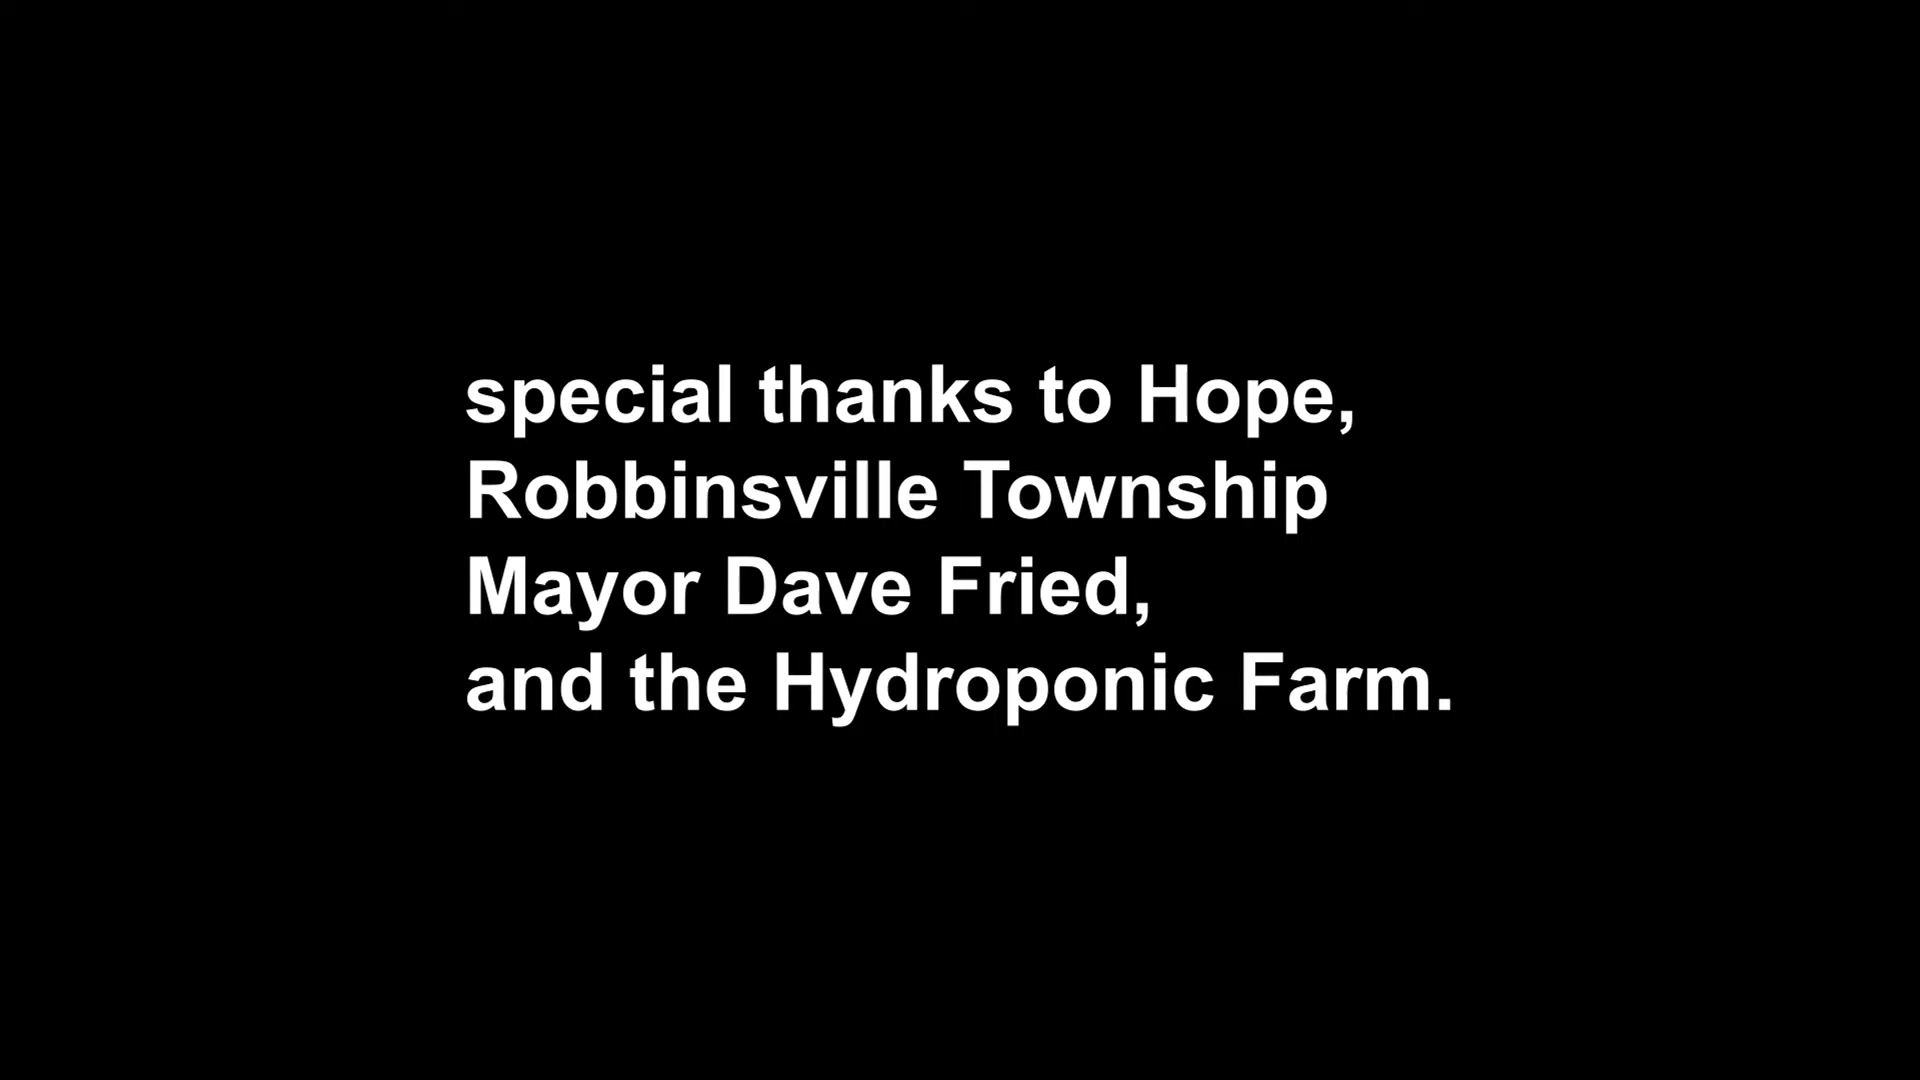 special thanks to Hope,
Robbinsville Township
Mayor Dave Fried,
and the Hydroponic Farm.